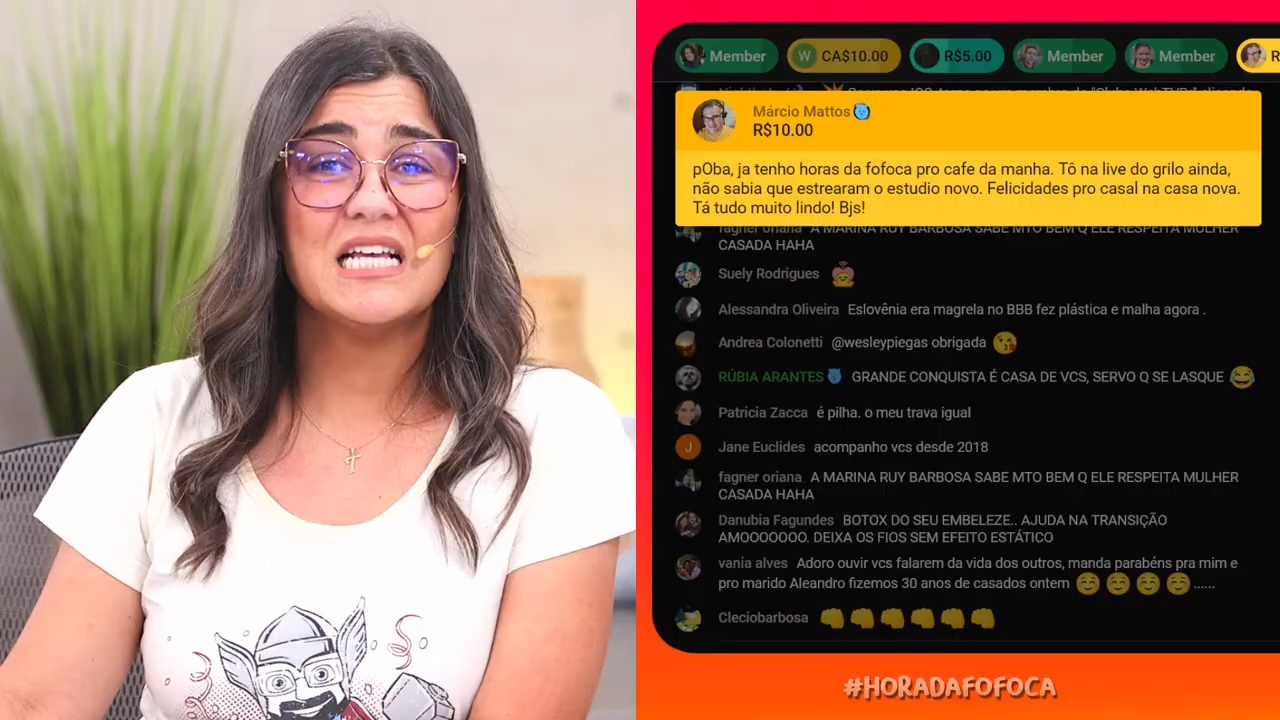 Member
W
CA$10.00
R$5.00
Member
Member
R
Márcio Mattos
R$10.00
pOba, ja tenho horas da fofoca pro cafe da manha. Tô na live do grilo ainda,
não sabia que estrearam o estudio novo. Felicidades pro casal na casa nova.
Tá tudo muito lindo! Bjs!
fagner oriana A MARINA RUY BARBOSA SABE MTO BEM Q ELE RESPEITA MULHER
CASADA HAHA
Suely Rodrigues
Alessandra Oliveira Eslovênia era magrela no BBB fez plástica e malha agora .
Andrea Colonetti @wesleypiegas obrigada 😘
RÚBIA ARANTES GRANDE CONQUISTA É CASA DE VCS, SERVO Q SE LASQUE 😂
Patricia Zacca é pilha. o meu trava igual
J
Jane Euclides acompanho vcs desde 2018
fagner oriana A MARINA RUY BARBOSA SABE MTO BEM Q ELE RESPEITA MULHER
CASADA HAHA
Danubia Fagundes BOTOX DO SEU EMBELEZE.. AJUDA NA TRANSIÇÃO
AMOOOOOOO. DEIXA OS FIOS SEM EFEITO ESTÁTICO
vania alves Adoro ouvir vcs falarem da vida dos outros, manda parabéns pra mim e
pro marido Aleandro fizemos 30 anos de casados ontem ☺️☺️☺️☺️......
Cleciobarbosa 👊👊👊👊👊👊
#HORADAFOFOCA